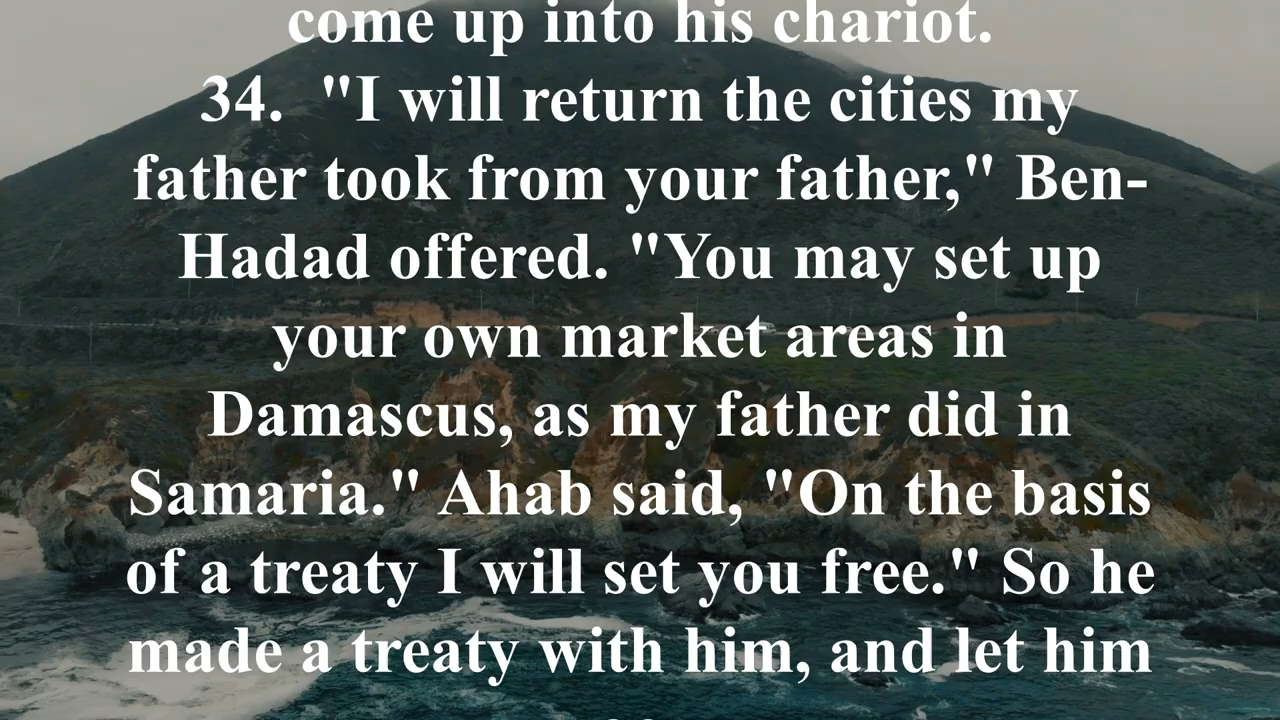 come up into his chariot.
34.  "I will return the cities my
father took from your father," Ben-
Hadad offered. "You may set up
your own market areas in
Damascus, as my father did in
Samaria." Ahab said, "On the basis
of a treaty I will set you free." So he
made a treaty with him, and let him